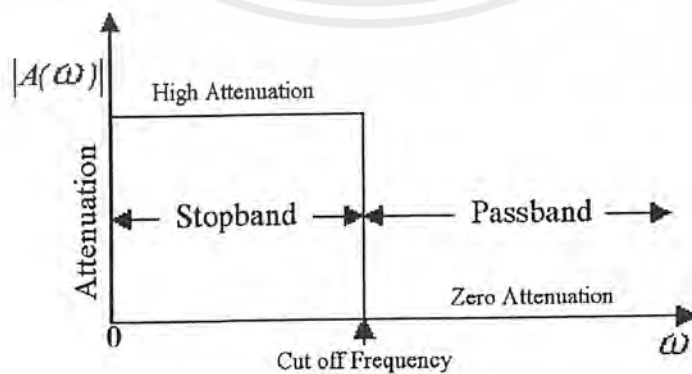 |A(ω)|
High Attenuation
Attenuation
Stopband
Passband
Zero Attenuation
0
ω
Cut off Frequency